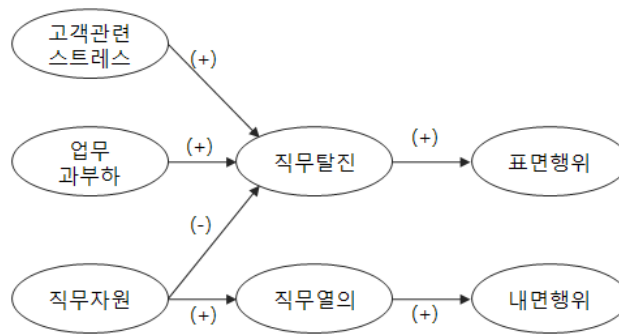 고객관련
스트레스
(+)
업무
과부하
(+)
직무탈진
(+)
표면행위
(-)
직무자원
(+)
직무열의
(+)
내면행위